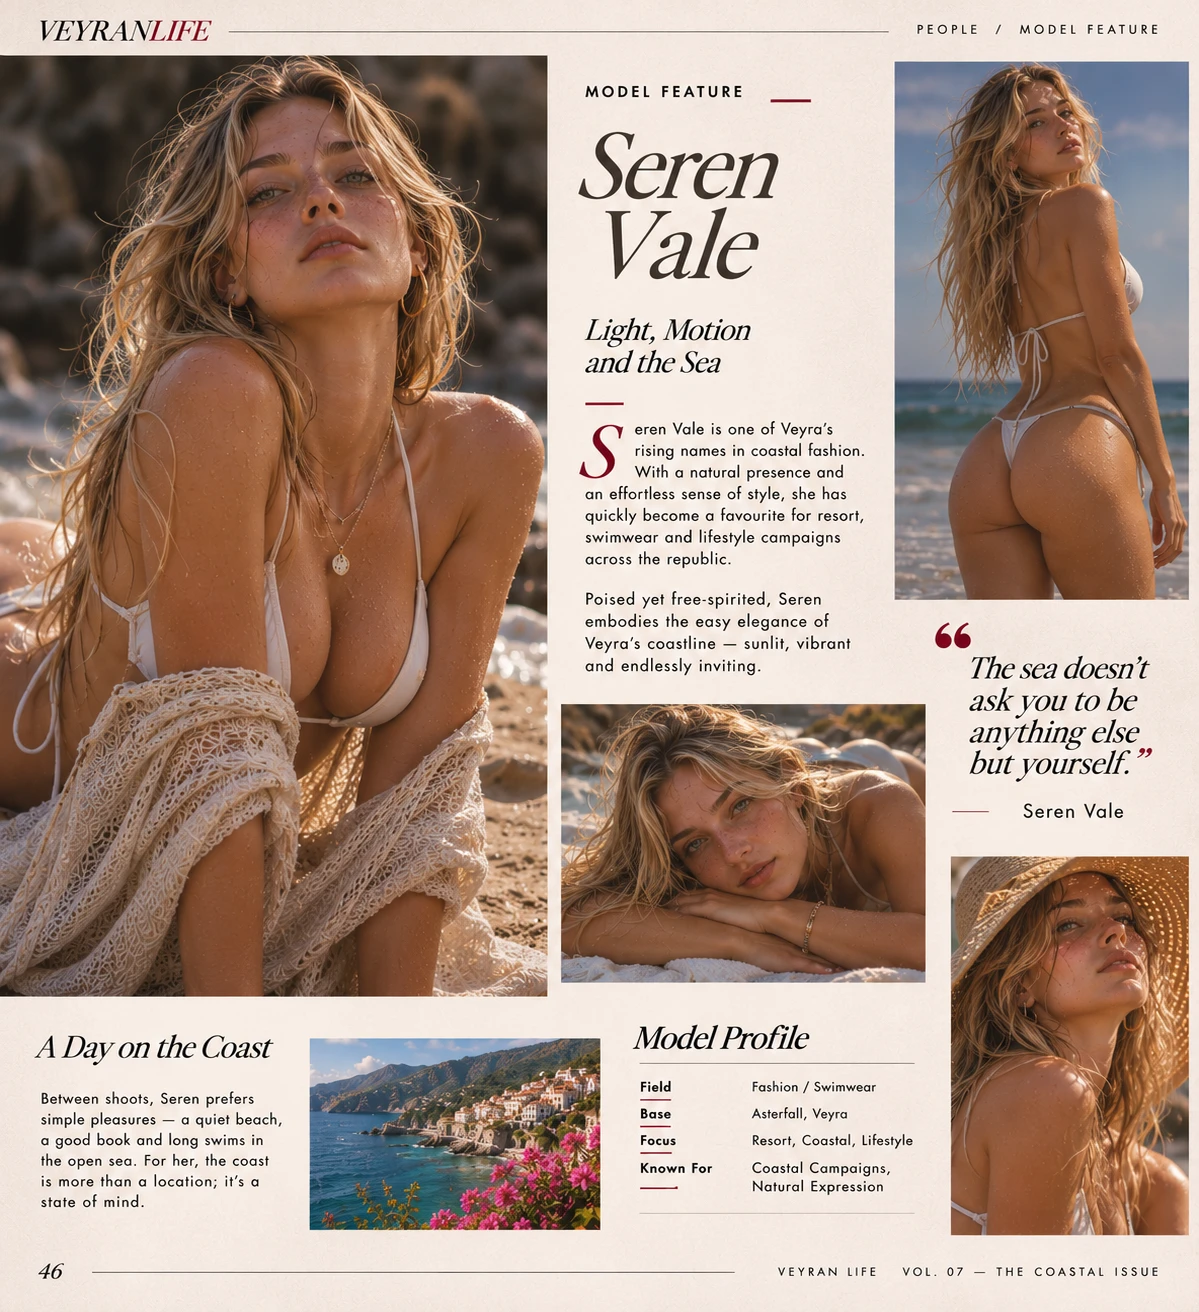 VEYRANLIFE
PEOPLE / MODEL FEATURE
MODEL FEATURE
Seren
Vale
Light, Motion
and the Sea
Seren Vale is one of Veyra's
rising names in coastal fashion.
With a natural presence and
an effortless sense of style, she has
quickly become a favourite for resort,
swimwear and lifestyle campaigns
across the republic.
Poised yet free-spirited, Seren
embodies the easy elegance of
Veyra's coastline — sunlit, vibrant
and endlessly inviting.
“The sea doesn't
ask you to be
anything else
but yourself.”
— Seren Vale
A Day on the Coast
Between shoots, Seren prefers
simple pleasures — a quiet beach,
a good book and long swims in
the open sea. For her, the coast
is more than a location; it's a
state of mind.
Model Profile
Field Fashion / Swimwear
Base Asterfall, Veyra
Focus Resort, Coastal, Lifestyle
Known For Coastal Campaigns,
Natural Expression
46
VEYRAN LIFE VOL. 07 — THE COASTAL ISSUE